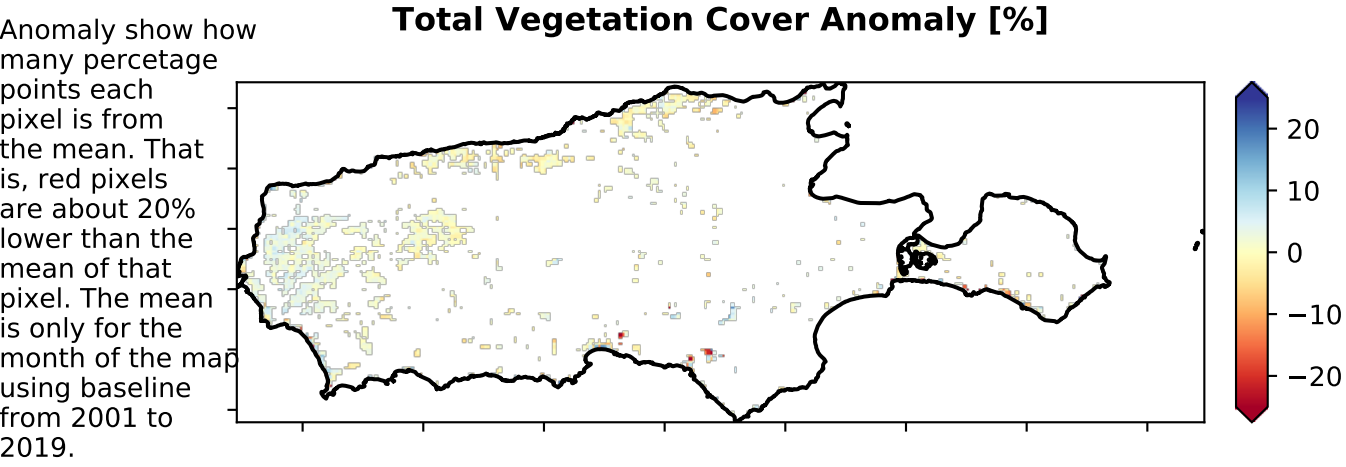 Total Vegetation Cover Anomaly [%]
Anomaly show how
many percetage
points each
pixel is from
the mean. That
is, red pixels
are about 20%
lower than the
mean of that
pixel. The mean
is only for the
month of the map
using baseline
from 2001 to
2019.
20
10
0
−10
−20